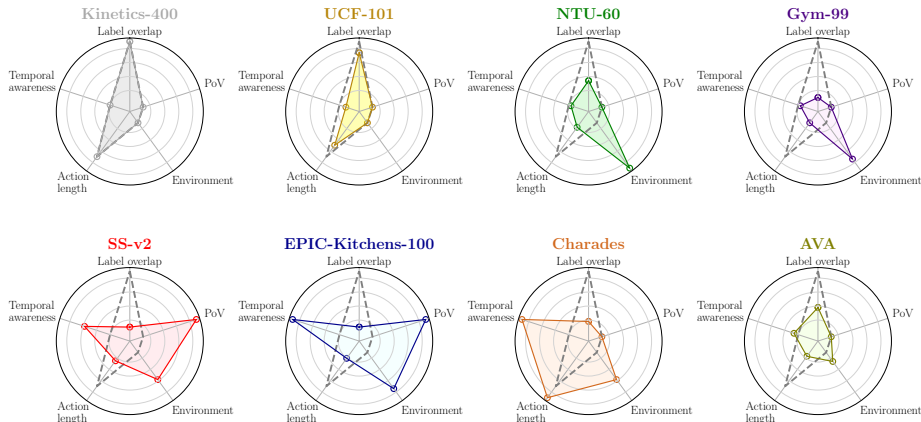 Kinetics-400
Label overlap
Temporal
awareness
PoV
Action
length
Environment
UCF-101
Label overlap
Temporal
awareness
PoV
Action
length
Environment
NTU-60
Label overlap
Temporal
awareness
PoV
Action
length
Environment
Gym-99
Label overlap
Temporal
awareness
PoV
Action
length
Environment
SS-v2
Label overlap
Temporal
awareness
PoV
Action
length
Environment
EPIC-Kitchens-100
Label overlap
Temporal
awareness
PoV
Action
length
Environment
Charades
Label overlap
Temporal
awareness
PoV
Action
length
Environment
AVA
Label overlap
Temporal
awareness
PoV
Action
length
Environment